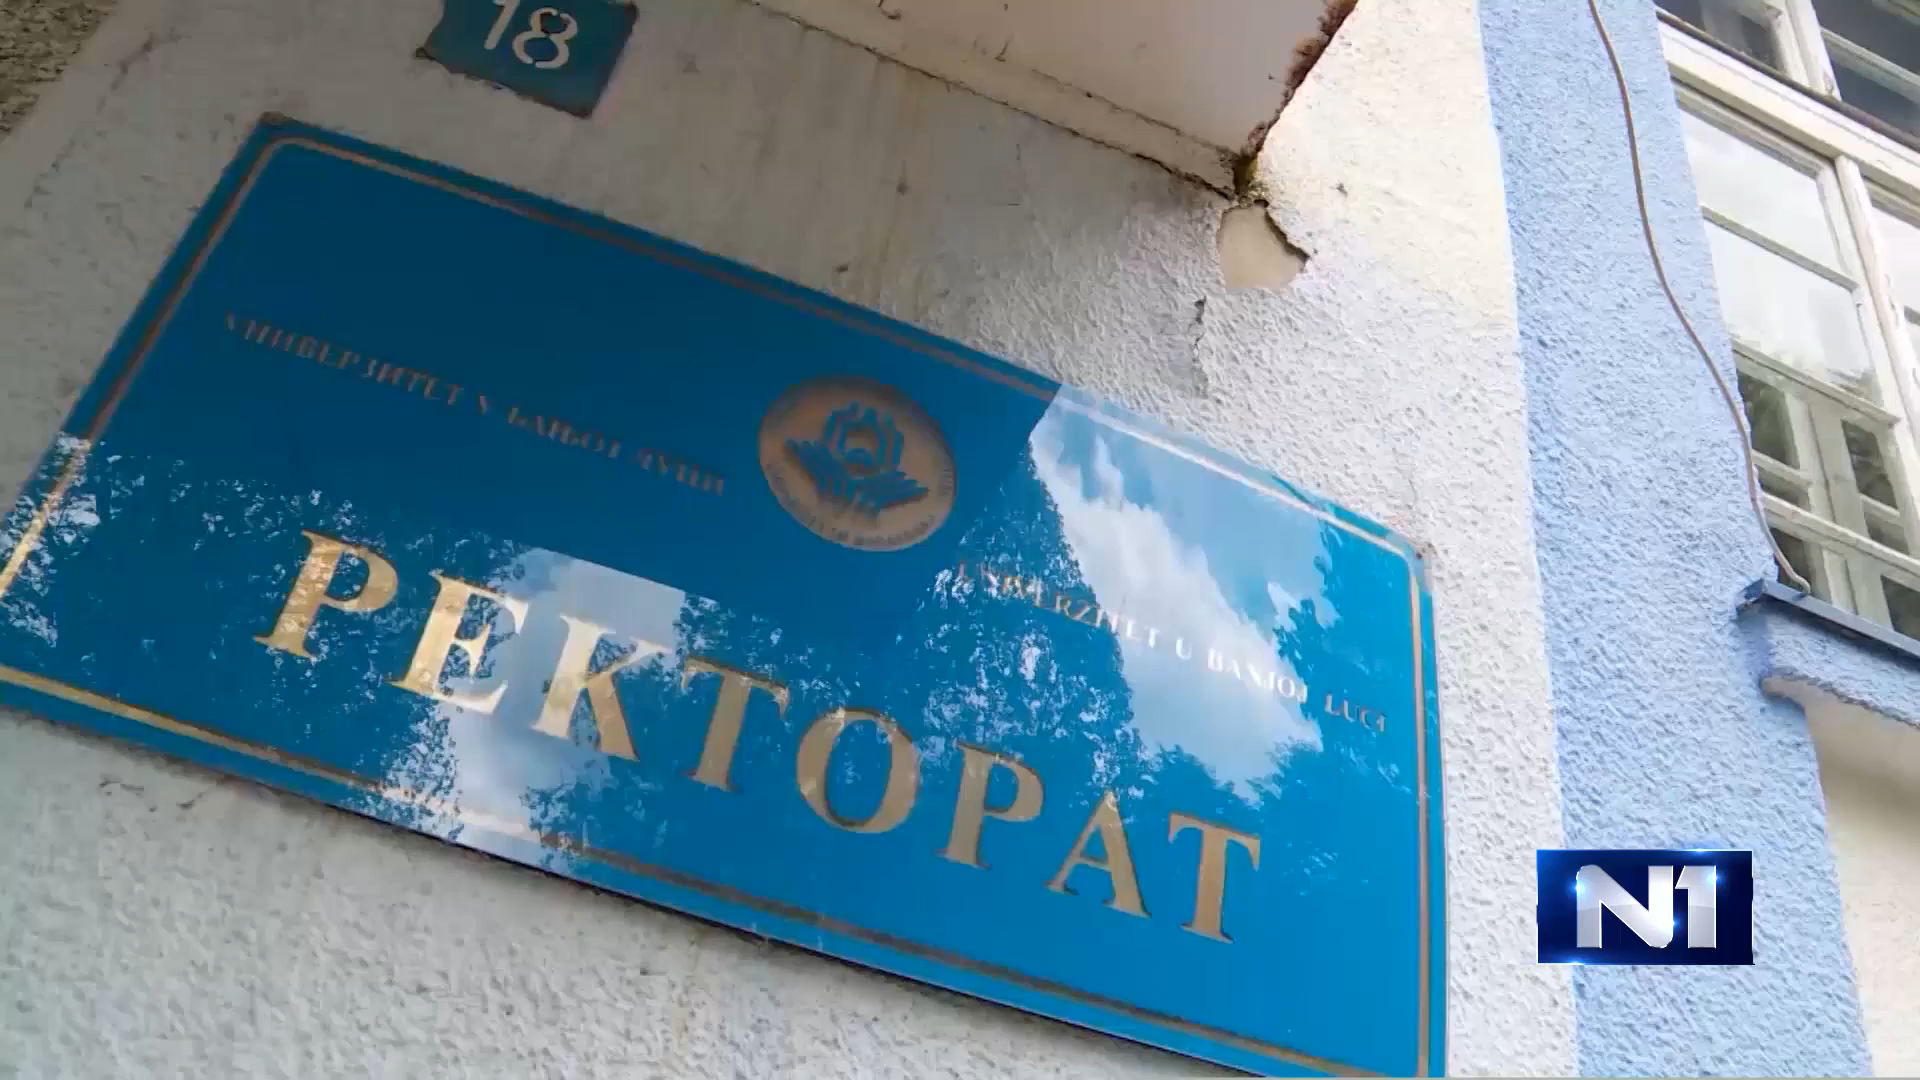 18
УНИВЕРЗИТЕТ У БАЊОЈ ЛУЦИ
UNIVERZITET U BANJOJ LUCI
РЕКТОРАТ
N1